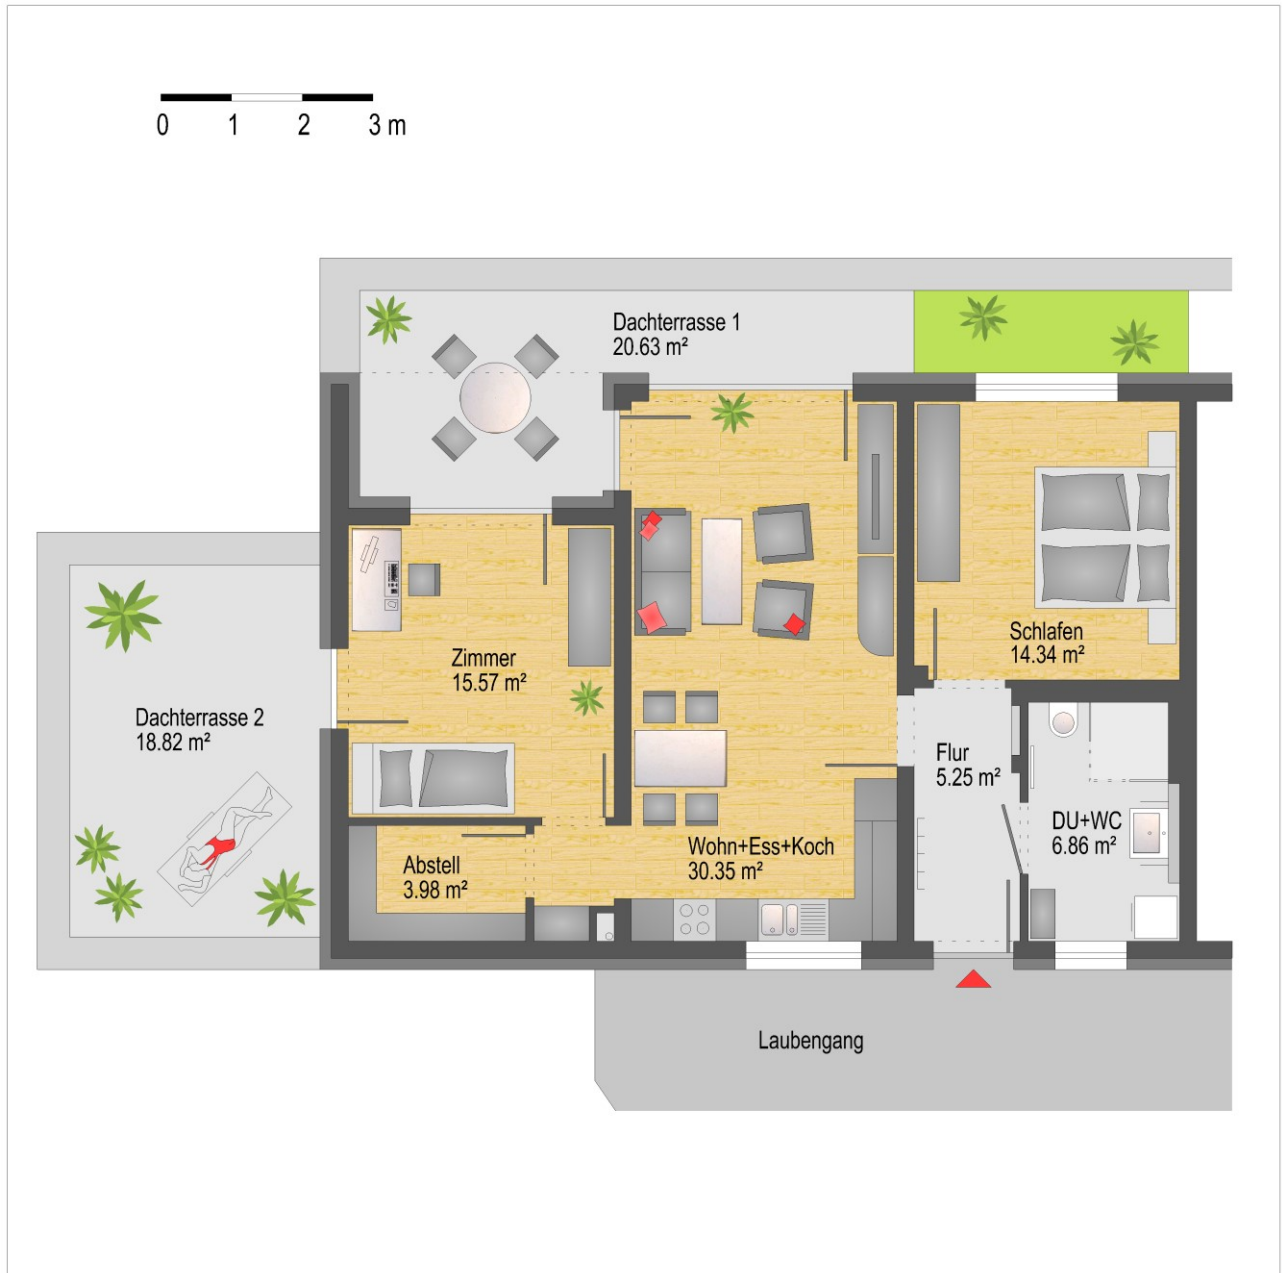 0 1 2 3 m
Dachterrasse 1
20.63 m²
Schlafen
14.34 m²
Zimmer
15.57 m²
Dachterrasse 2
18.82 m²
Flur
5.25 m²
DU+WC
6.86 m²
Wohn+Ess+Koch
30.35 m²
Abstell
3.98 m²
Laubengang